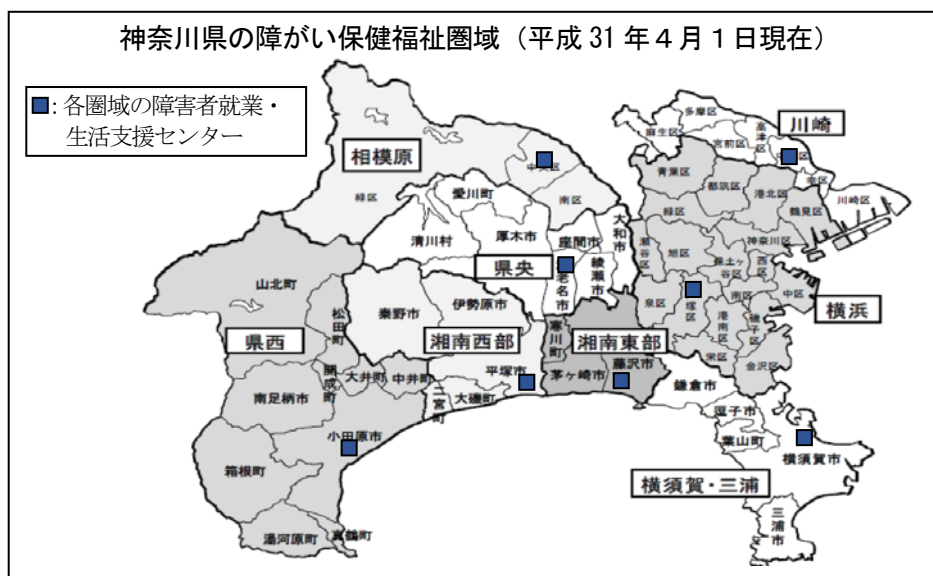 神奈川県の障がい保健福祉圏域（平成 31 年４月１日現在）
■: 各圏域の障害者就業・
生活支援センター
多摩区
麻生区
高津区
川崎
宮前区
相模原
中央区
青葉区
幸区
緑区
愛川町
南区
都筑区
港北区
川崎区
大和市
鶴見区
清川村
厚木市
座間市
緑区
瀬谷区
旭区
神奈川区
保土ヶ谷区
西区
県央
綾瀬市
老名市
山北町
秦野市
伊勢原市
泉区
塚区
南区
中区
横浜
松田町
港南区
磯子区
県西
湘南西部
寒川町
湘南東部
栄区
金沢区
開成町
大井町
中井町
平塚市
茅ヶ崎市
藤沢市
鎌倉市
南足柄市
二宮町
大磯町
逗子市
小田原市
葉山町
横須賀市
箱根町
横須賀・三浦
三浦市
湯河原町
真鶴町